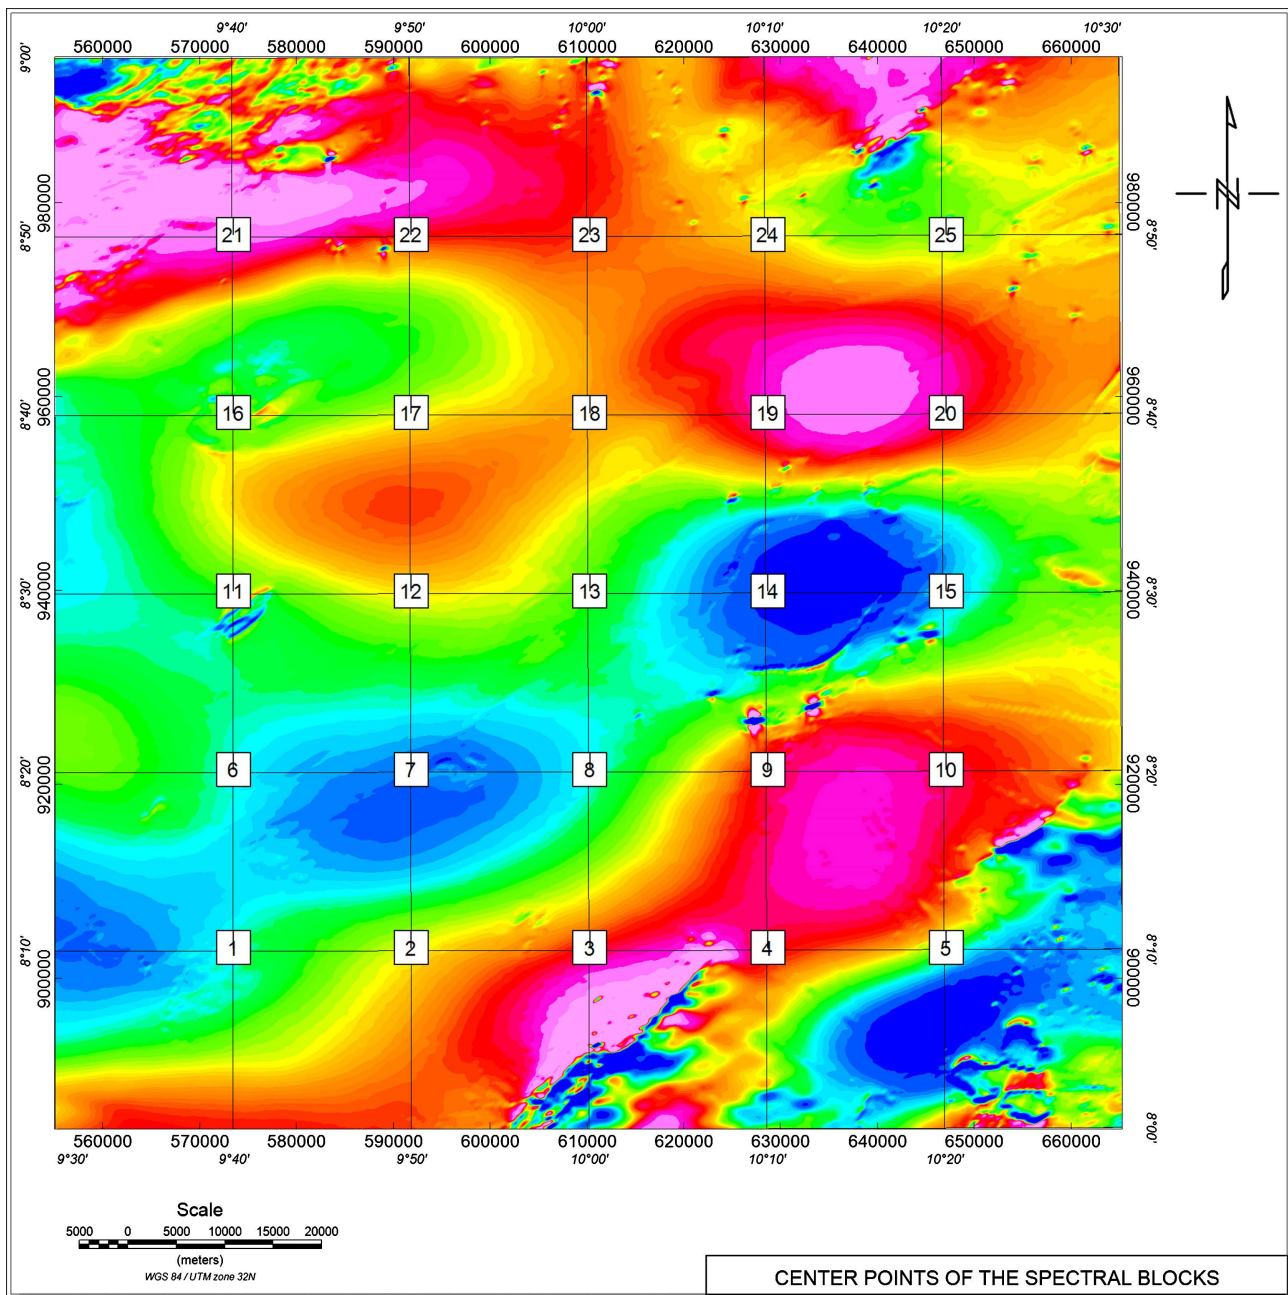 9°40' 9°50' 10°00' 10°10' 10°20' 10°30'
560000 570000 580000 590000 600000 610000 620000 630000 640000 650000 660000
9°00'
980000 980000
8°50' 21 22 23 24 25 8°50'
960000 960000
8°40' 16 17 18 19 20 8°40'
940000 940000
8°30' 11 12 13 14 15 8°30'
920000 920000
8°20' 6 7 8 9 10 8°20'
8°10' 1 2 3 4 5 8°10'
900000 900000
8°00'
560000 570000 580000 590000 600000 610000 620000 630000 640000 650000 660000
9°30' 9°40' 9°50' 10°00' 10°10' 10°20'
N
Scale
5000 0 5000 10000 15000 20000
(meters)
WGS 84 / UTM zone 32N
CENTER POINTS OF THE SPECTRAL BLOCKS